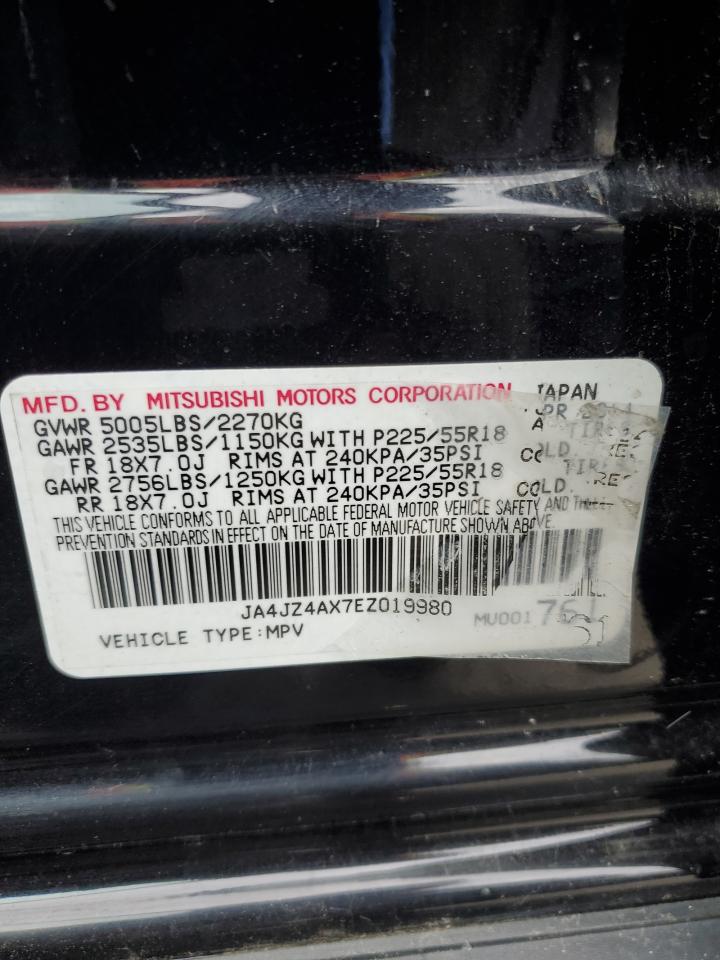 MFD. BY MITSUBISHI MOTORS CORPORATION JAPAN
GVWR 5005LBS/2270KG
GAWR 2535LBS/1150KG WITH P225/55R18
FR 18X7.0J RIMS AT 240KPA/35PSI
GAWR 2756LBS/1250KG WITH P225/55R18
RR 18X7.0J RIMS AT 240KPA/35PSI COLD.
THIS VEHICLE CONFORMS TO ALL APPLICABLE FEDERAL MOTOR VEHICLE SAFETY AND
PREVENTION STANDARDS IN EFFECT ON THE DATE OF MANUFACTURE SHOWN ABOVE.
JA4JZ4AX7EZ019980
VEHICLE TYPE:MPV